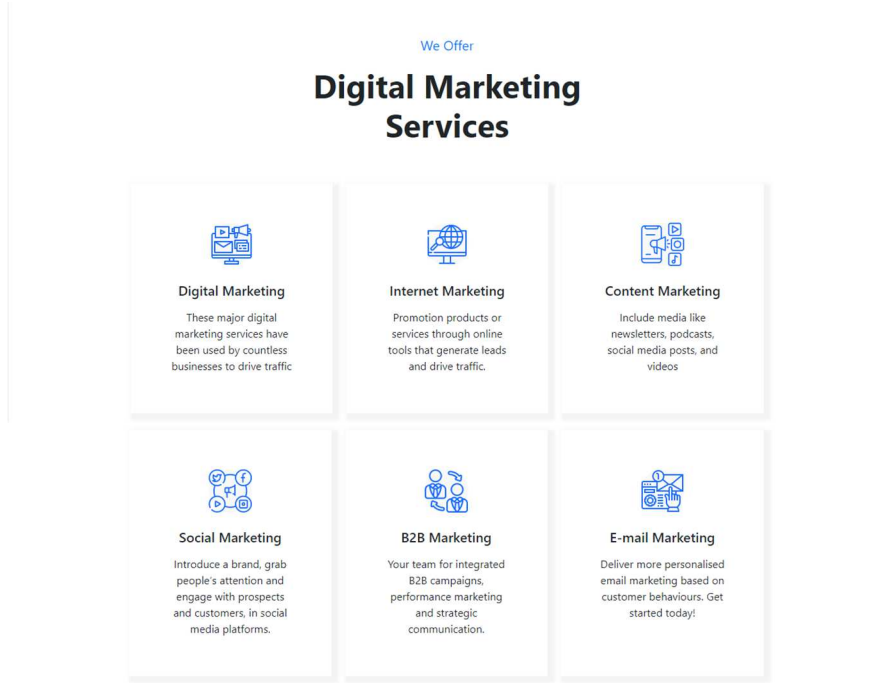 We Offer
Digital Marketing
Services
Digital Marketing
These major digital
marketing services have
been used by countless
businesses to drive traffic
Internet Marketing
Promotion products or
services through online
tools that generate leads
and drive traffic.
Content Marketing
Include media like
newsletters, podcasts,
social media posts, and
videos
Social Marketing
Introduce a brand, grab
people's attention and
engage with prospects
and customers, in social
media platforms.
B2B Marketing
Your team for integrated
B2B campaigns,
performance marketing
and strategic
communication.
E-mail Marketing
Deliver more personalised
email marketing based on
customer behaviours. Get
started today!